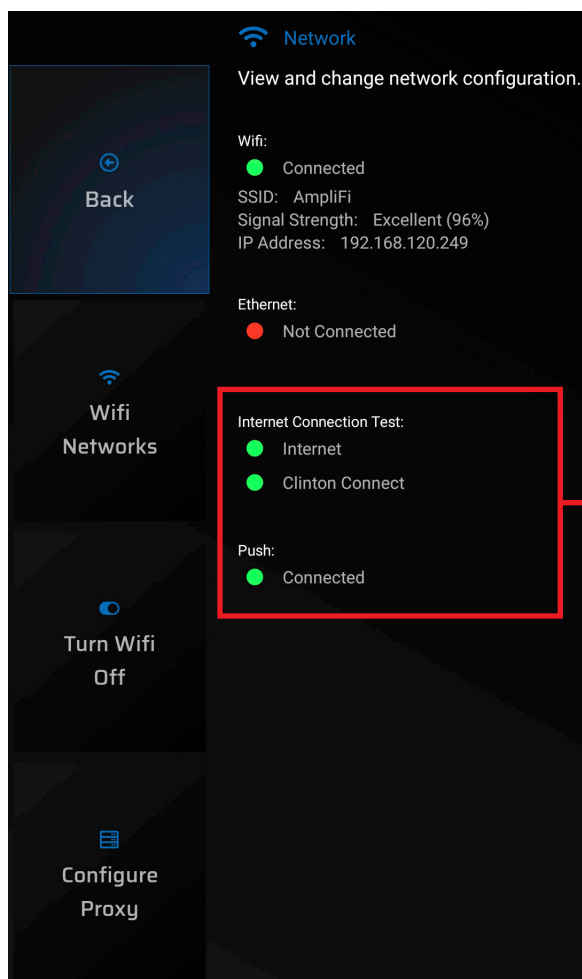 Network
View and change network configuration.
Back
Wifi:
Connected
SSID: AmpliFi
Signal Strength: Excellent (96%)
IP Address: 192.168.120.249
Ethernet:
Not Connected
Wifi
Networks
Internet Connection Test:
Internet
Clinton Connect
Push:
Connected
Turn Wifi
Off
Configure
Proxy